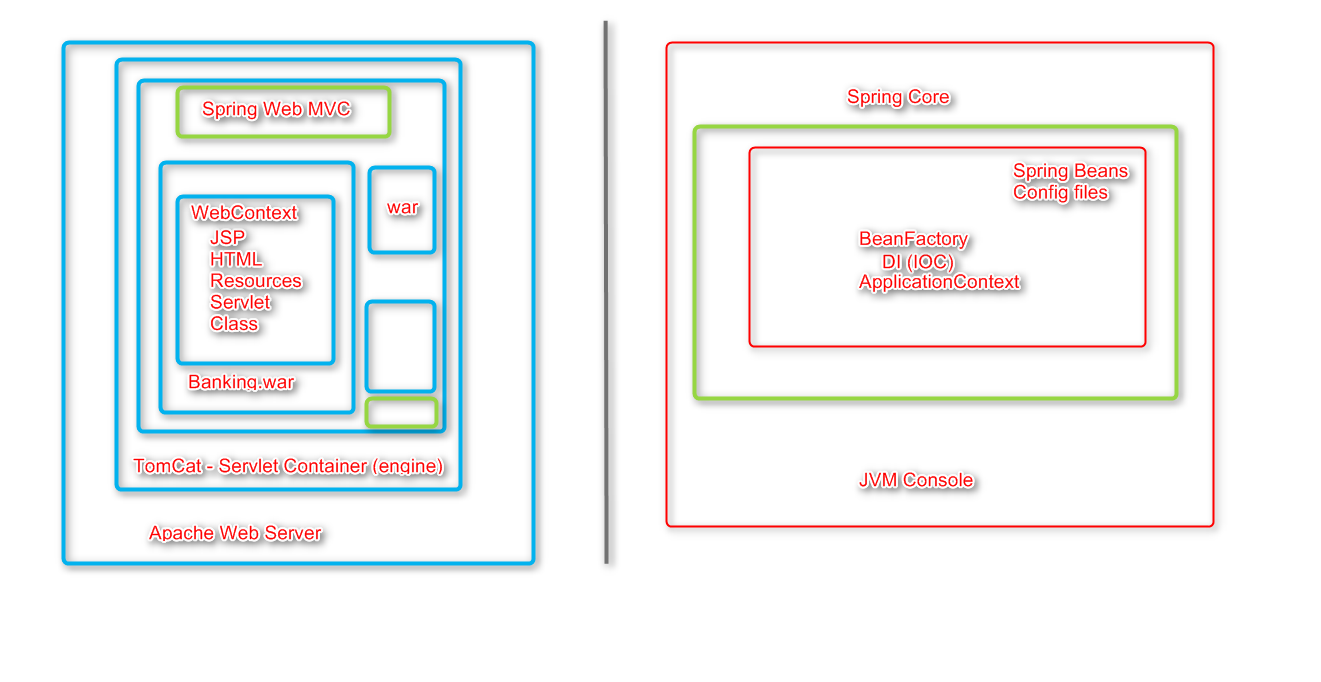 Spring Web MVC
WebContext
JSP
HTML
Resources
Servlet
Class
Banking.war
war
TomCat - Servlet Container (engine)
Apache Web Server
Spring Core
Spring Beans
Config files
BeanFactory
DI (IOC)
ApplicationContext
JVM Console